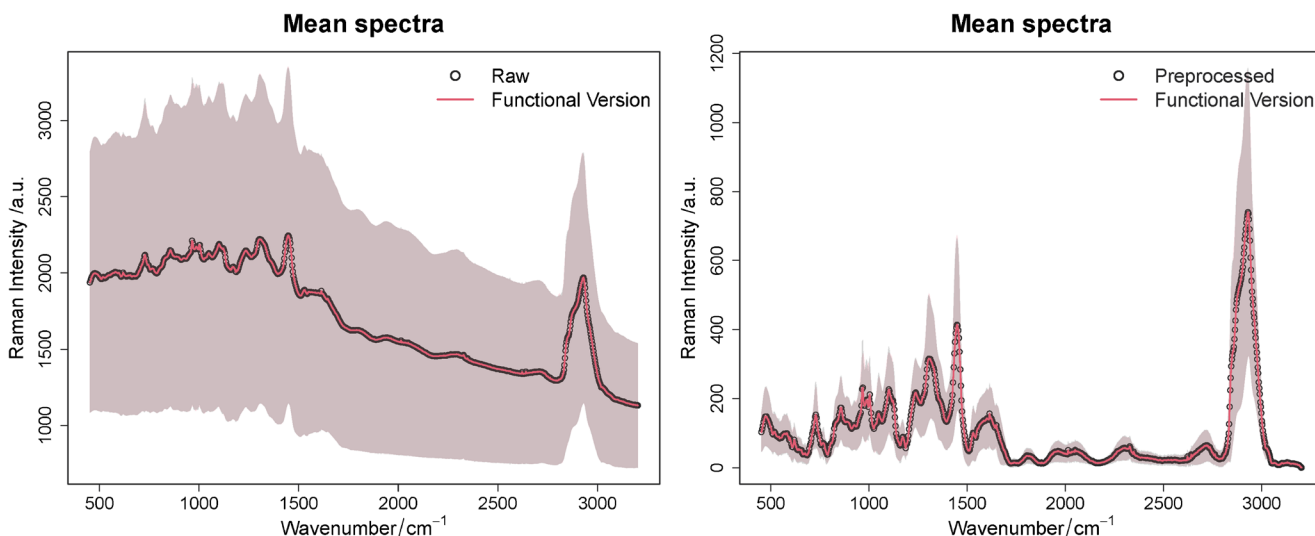 Mean spectra
Raw
Functional Version
Raman Intensity /a.u.
3000
2500
2000
1500
1000
500 1000 1500 2000 2500 3000
Wavenumber/cm⁻¹
Mean spectra
Preprocessed
Functional Version
Raman Intensity /a.u.
1200
1000
800
600
400
200
0
500 1000 1500 2000 2500 3000
Wavenumber/cm⁻¹